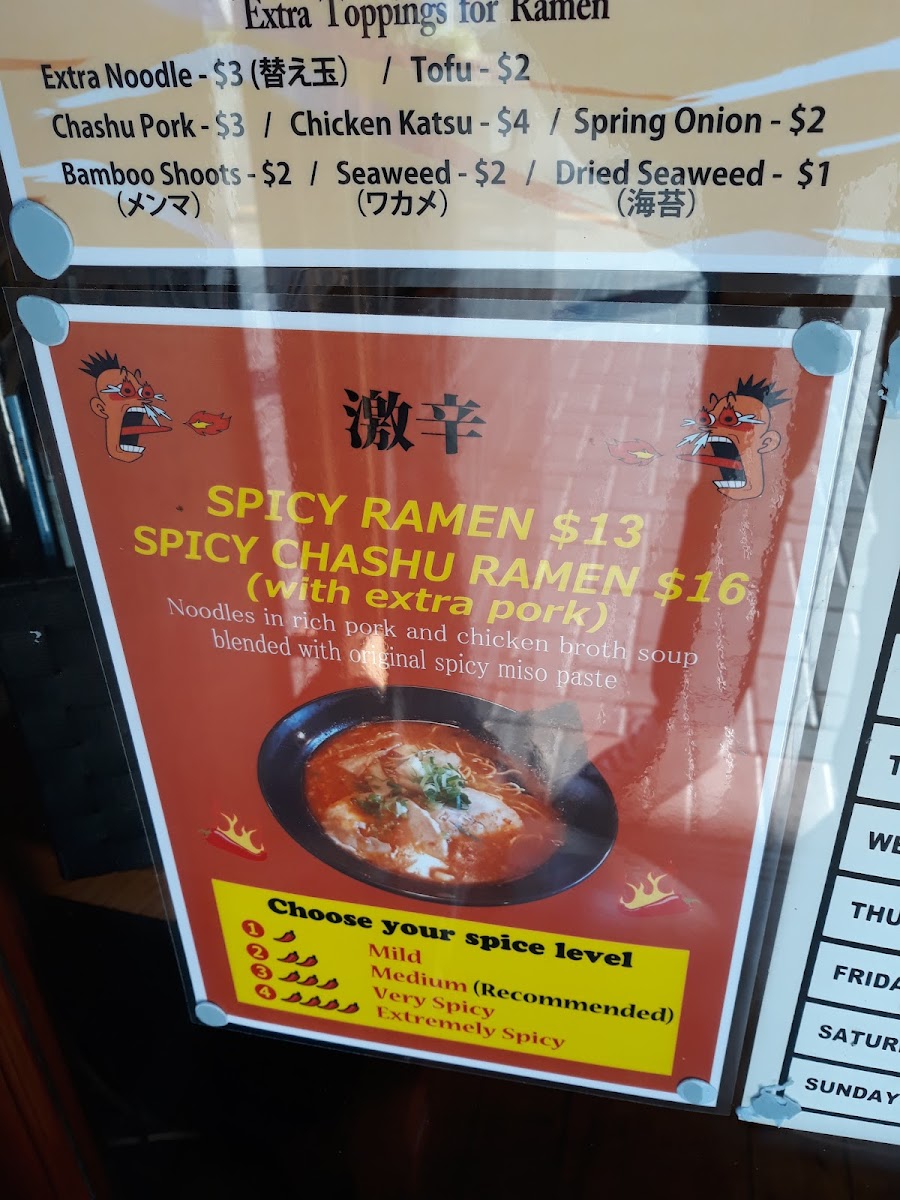 Extra Toppings for Ramen
Extra Noodle - $3 (替え玉) / Tofu - $2
Chashu Pork - $3 / Chicken Katsu - $4 / Spring Onion - $2
Bamboo Shoots - $2 / Seaweed - $2 / Dried Seaweed - $1
(メンマ) (ワカメ) (海苔)
激辛
SPICY RAMEN $13
SPICY CHASHU RAMEN $16
(with extra pork)
Noodles in rich pork and chicken broth soup
blended with original spicy miso paste
Choose your spice level
1 Mild
2 Medium (Recommended)
3 Very Spicy
4 Extremely Spicy
T
WE
THU
FRIDA
SATUR
SUNDAY